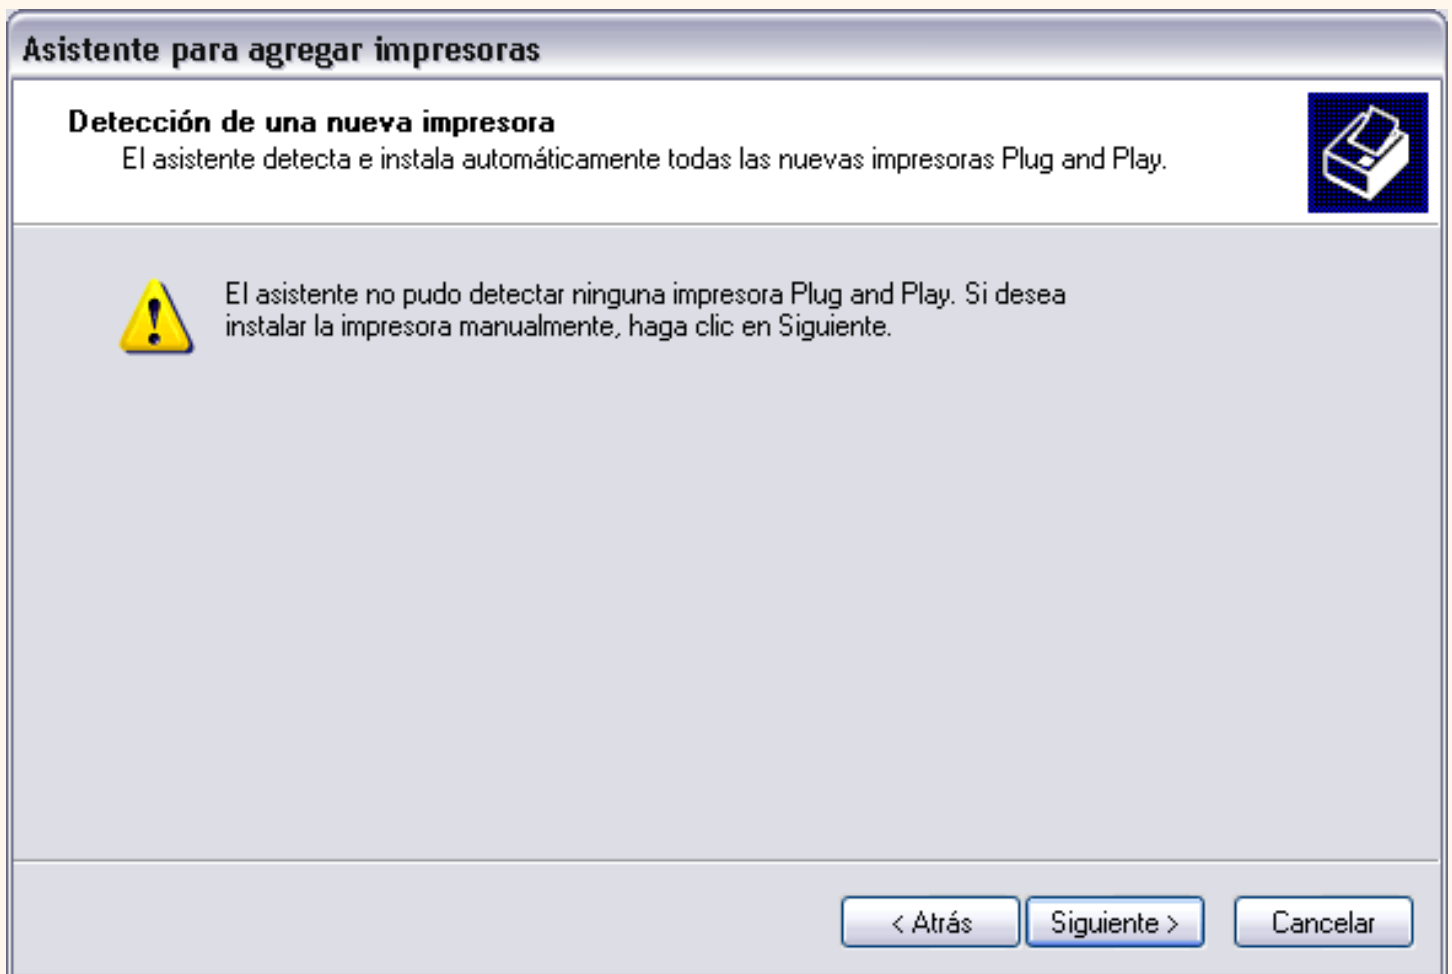 Asistente para agregar impresoras
Detección de una nueva impresora
El asistente detecta e instala automáticamente todas las nuevas impresoras Plug and Play.
El asistente no pudo detectar ninguna impresora Plug and Play. Si desea
instalar la impresora manualmente, haga clic en Siguiente.
< Atrás Siguiente > Cancelar